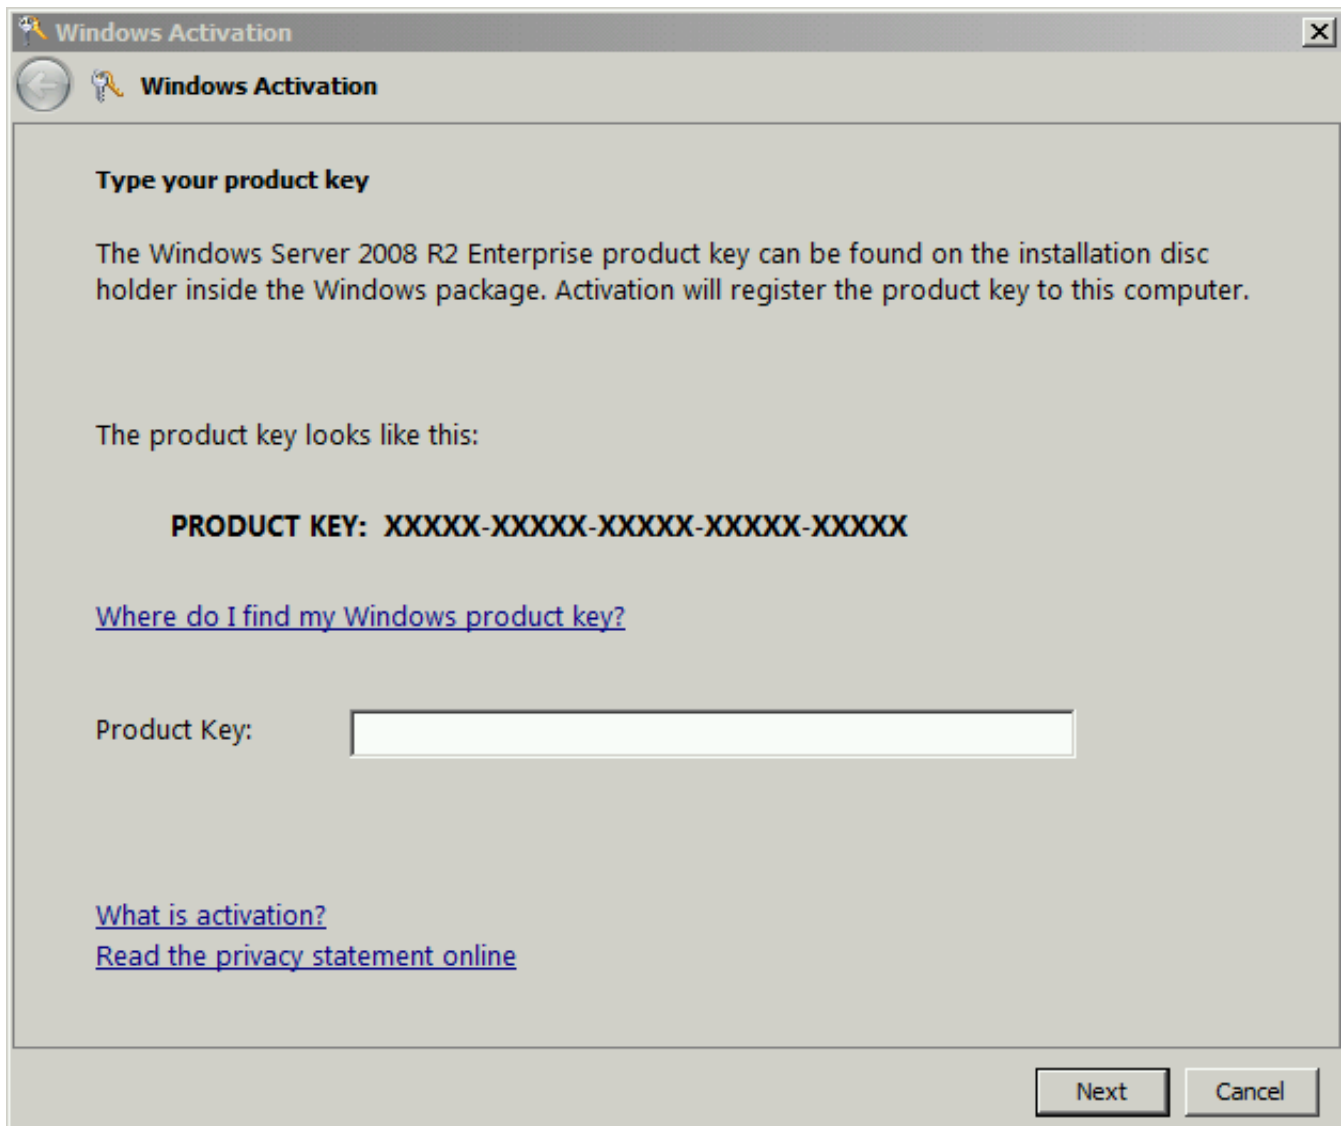 Windows Activation
Windows Activation
Type your product key
The Windows Server 2008 R2 Enterprise product key can be found on the installation disc
holder inside the Windows package. Activation will register the product key to this computer.
The product key looks like this:
PRODUCT KEY: XXXXX-XXXXX-XXXXX-XXXXX-XXXXX
Where do I find my Windows product key?
Product Key:
What is activation?
Read the privacy statement online
Next Cancel